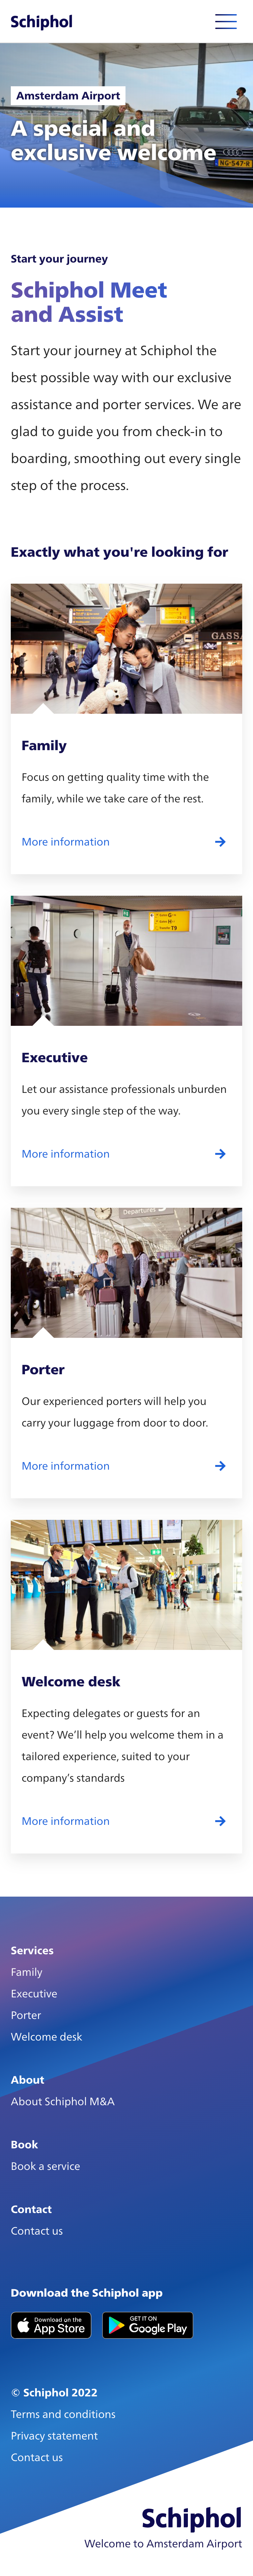 Schiphol
Amsterdam Airport
A special and
exclusive welcome
NG-547-R
Start your journey
Schiphol Meet
and Assist
Start your journey at Schiphol the
best possible way with our exclusive
assistance and porter services. We are
glad to guide you from check-in to
boarding, smoothing out every single
step of the process.
Exactly what you're looking for
GASSA
Family
Focus on getting quality time with the
family, while we take care of the rest.
More information
T9
Executive
Let our assistance professionals unburden
you every single step of the way.
More information
Departures
Porter
Our experienced porters will help you
carry your luggage from door to door.
More information
Welcome desk
Expecting delegates or guests for an
event? We’ll help you welcome them in a
tailored experience, suited to your
company’s standards
More information
Services
Family
Executive
Porter
Welcome desk
About
About Schiphol M&A
Book
Book a service
Contact
Contact us
Download the Schiphol app
Download on the
App Store
GET IT ON
Google Play
© Schiphol 2022
Terms and conditions
Privacy statement
Contact us
Schiphol
Welcome to Amsterdam Airport